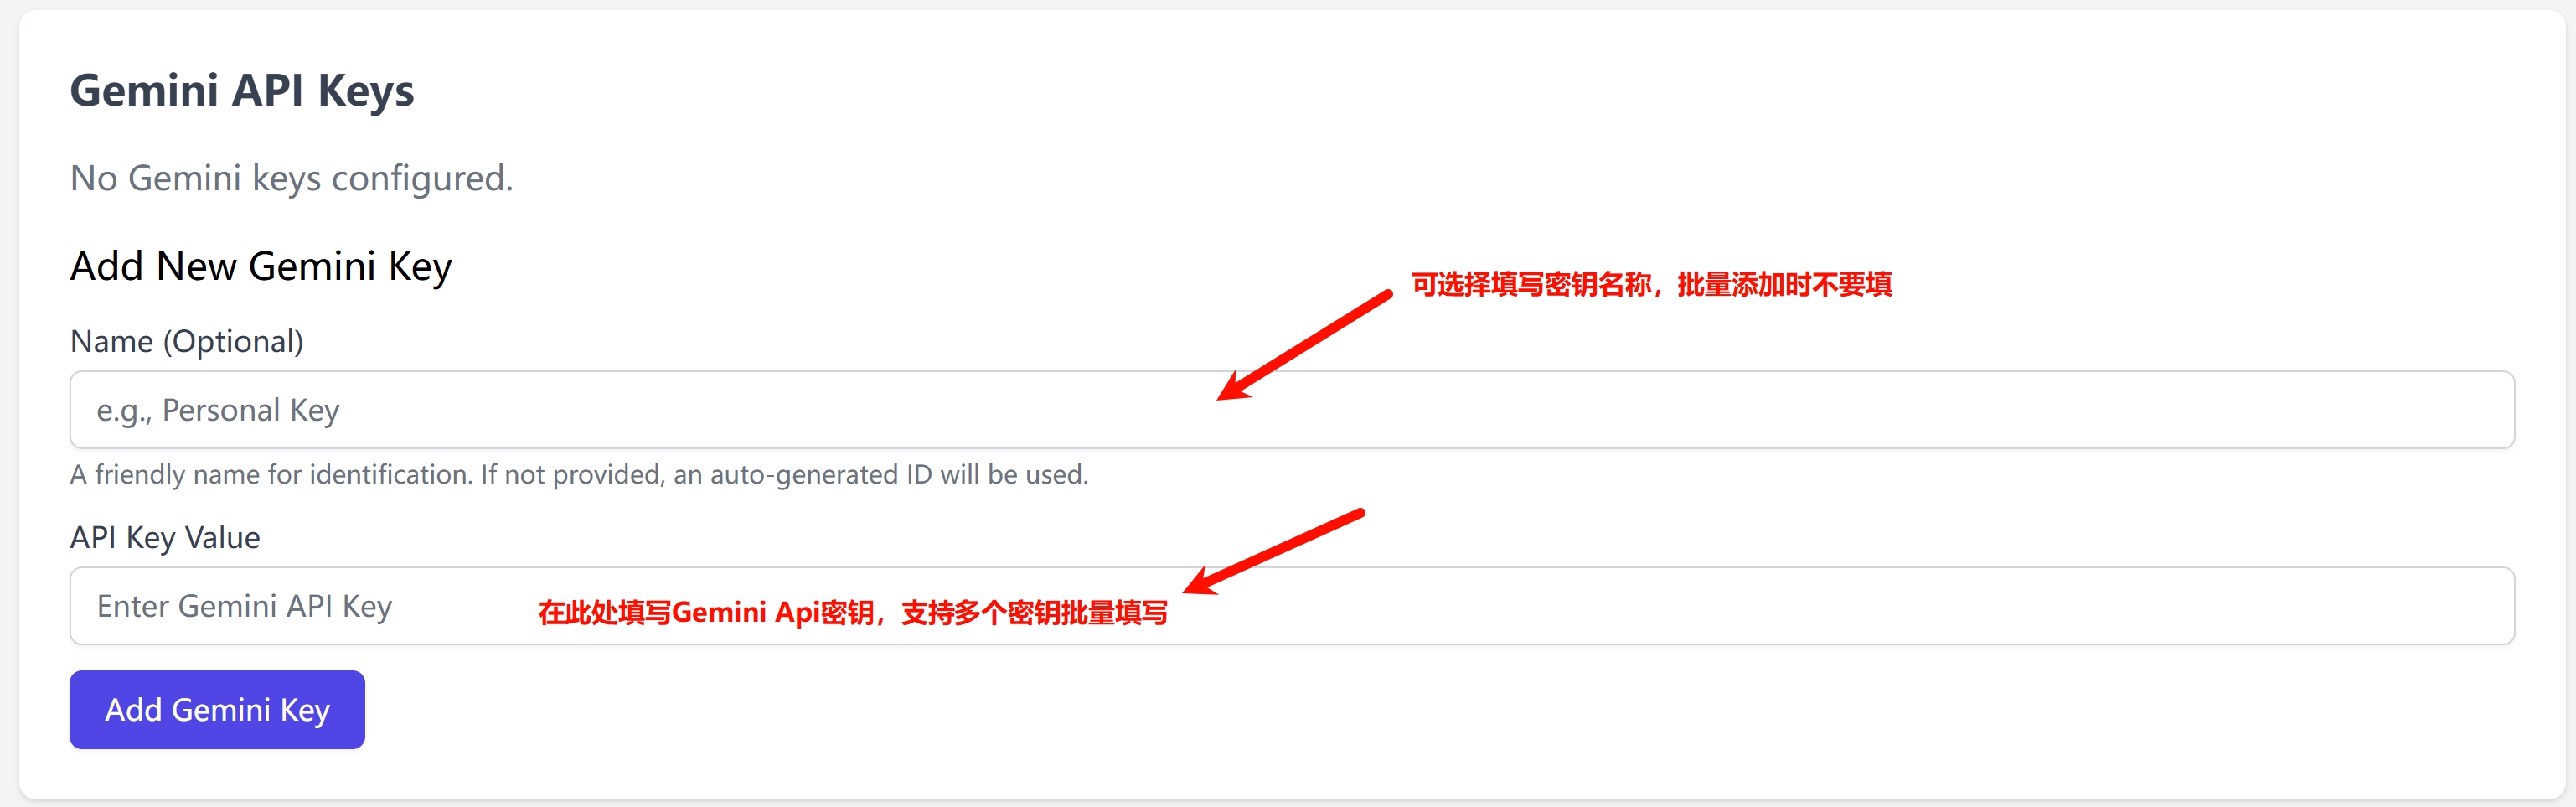 Gemini API Keys
No Gemini keys configured.
Add New Gemini Key
可选择填写密钥名称，批量添加时不要填
Name (Optional)
e.g., Personal Key
A friendly name for identification. If not provided, an auto-generated ID will be used.
API Key Value
Enter Gemini API Key
在此处填写Gemini Api密钥，支持多个密钥批量填写
Add Gemini Key